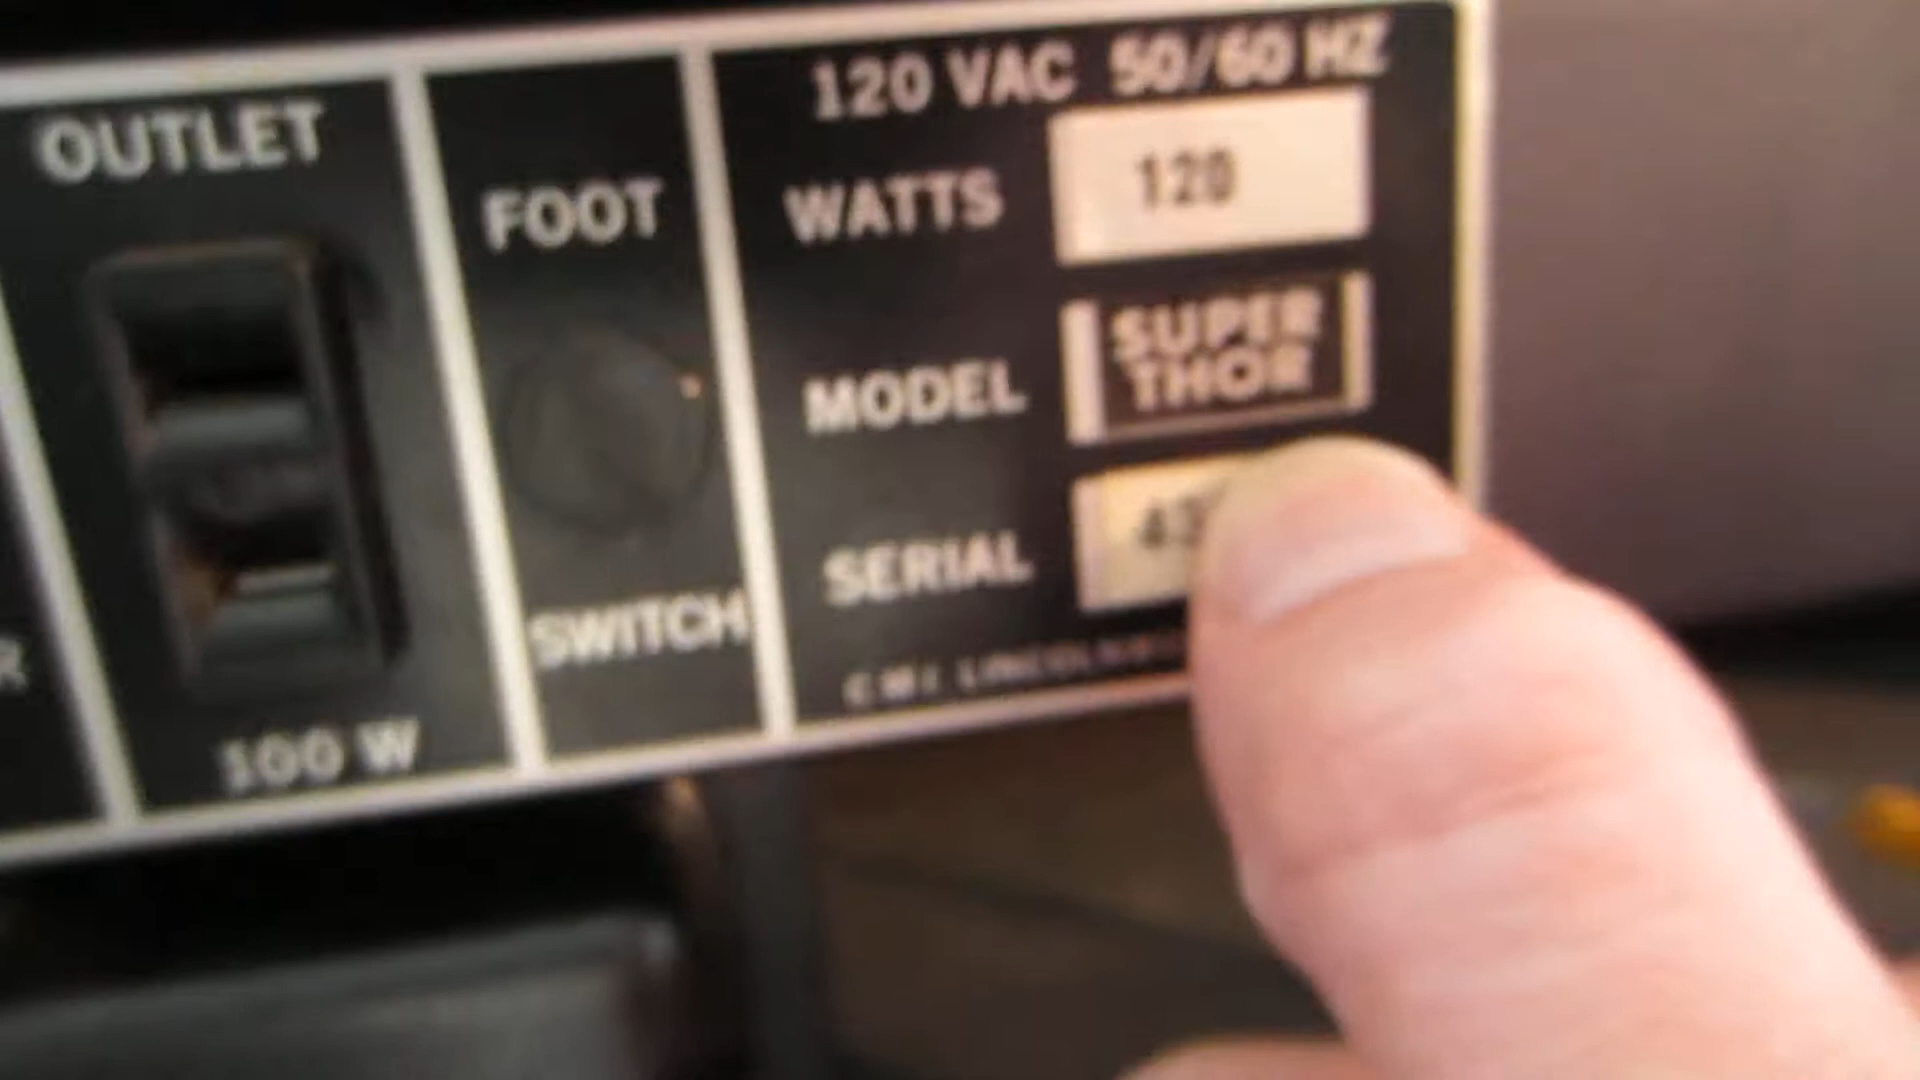 OUTLET
100 W
FOOT
SWITCH
120 VAC 50/60 HZ
WATTS 120
MODEL SUPER
THOR
SERIAL